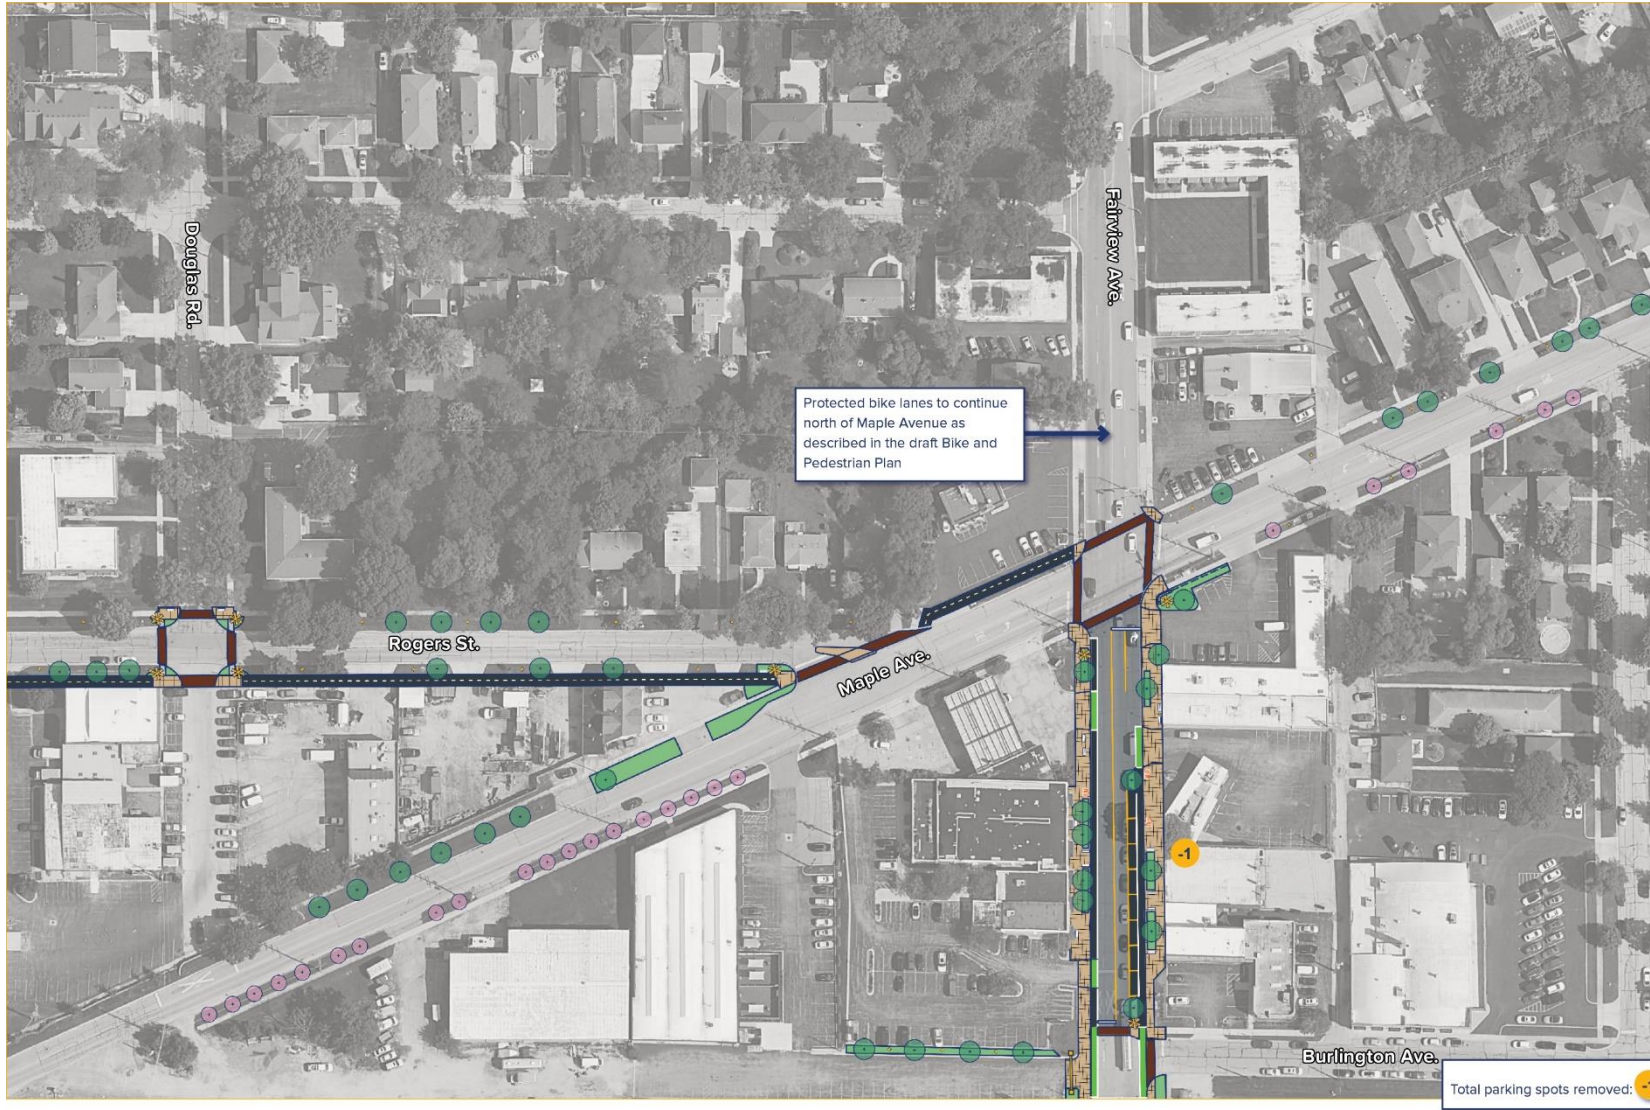 Douglas Rd.
Fairview Ave.
Protected bike lanes to continue
north of Maple Avenue as
described in the draft Bike and
Pedestrian Plan
Rogers St.
Maple Ave.
-1
Burlington Ave.
Total parking spots removed: